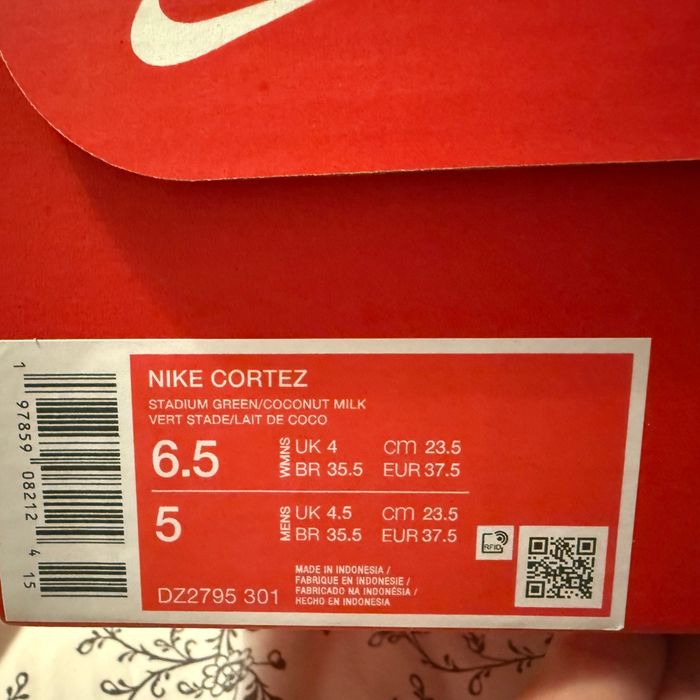 NIKE CORTEZ
STADIUM GREEN/COCONUT MILK
VERT STADE/LAIT DE COCO
6.5 WMNS UK 4 cm 23.5
BR 35.5 EUR 37.5
5 MENS UK 4.5 cm 23.5
BR 35.5 EUR 37.5
RFID
MADE IN INDONESIA /
FABRIQUE EN INDONESIE /
FABRICADO NA INDONÉSIA /
HECHO EN INDONESIA
DZ2795 301
1 97859 08212 4 15